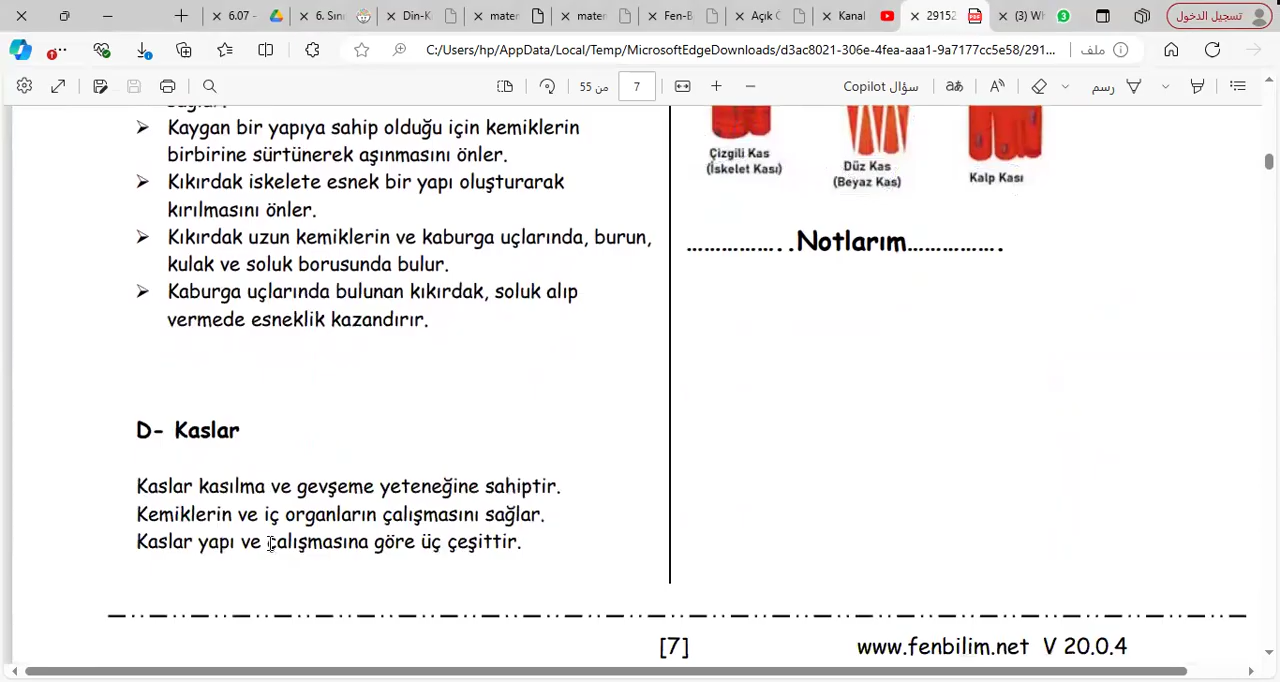 6.07 -
6. Sını
Din-K
mater
mater
Fen-B
Açık C
Kanal
29152
(3) Wh
3
تسجيل الدخول
C:/Users/hp/AppData/Local/Temp/MicrosoftEdgeDownloads/d3ac8021-306e-4fea-aaa1-9a7177cc5e58/291...
ملف
من 55
7
سؤال Copilot
رسم
sağlar.
Kaygan bir yapıya sahip olduğu için kemiklerin
birbirine sürtünerek aşınmasını önler.
Kıkırdak iskelete esnek bir yapı oluşturarak
kırılmasını önler.
Kıkırdak uzun kemiklerin ve kaburga uçlarında, burun,
kulak ve soluk borusunda bulur.
Kaburga uçlarında bulunan kıkırdak, soluk alıp
vermede esneklik kazandırır.
D- Kaslar
Kaslar kasılma ve gevşeme yeteneğine sahiptir.
Kemiklerin ve iç organların çalışmasını sağlar.
Kaslar yapı ve çalışmasına göre üç çeşittir.
Çizgili Kas
(İskelet Kası)
Düz Kas
(Beyaz Kas)
Kalp Kası
……………..Notlarım…………….
[7]
www.fenbilim.net V 20.0.4